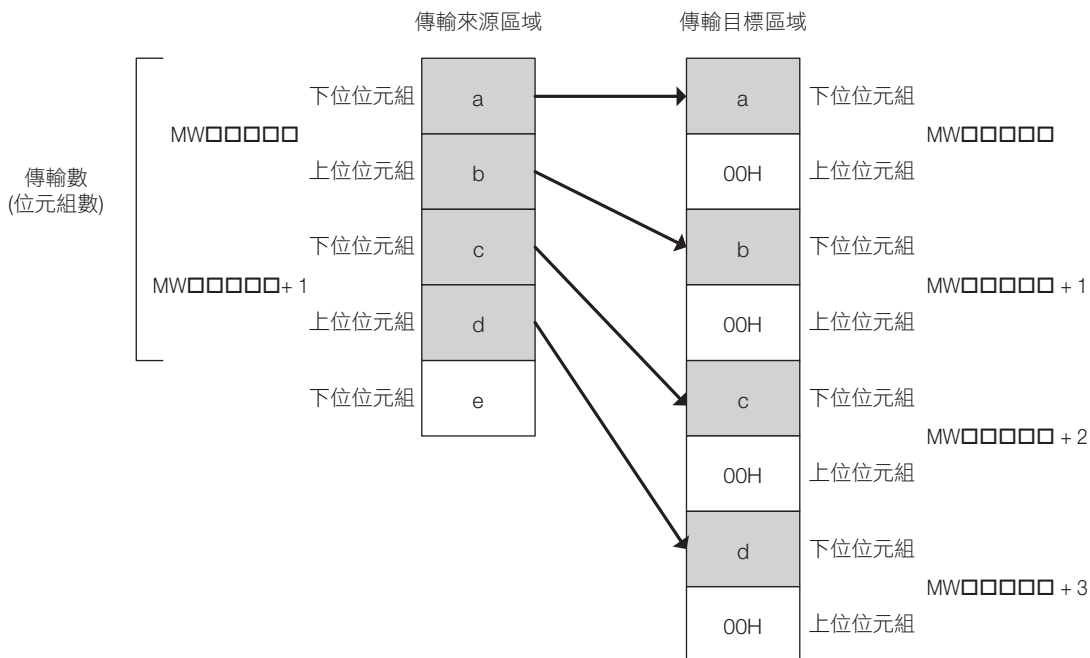 傳輸來源區域
傳輸目標區域
傳輸數
(位元組數)
MW□□□□□
下位位元組
a
a
下位位元組
MW□□□□□
上位位元組
b
00H
上位位元組
MW□□□□□+ 1
下位位元組
c
b
下位位元組
MW□□□□□ + 1
上位位元組
d
00H
上位位元組
下位位元組
e
c
下位位元組
MW□□□□□ + 2
00H
上位位元組
d
下位位元組
MW□□□□□ + 3
00H
上位位元組